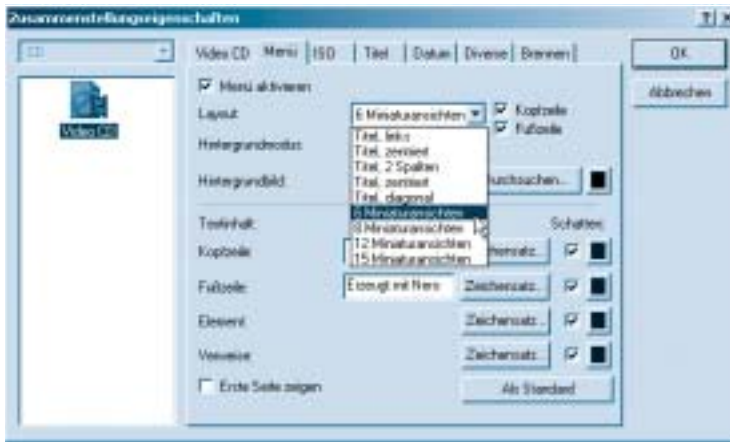 Zusammenstellungseigenschaften
CD
Video CD
Video CD Menü ISO Titel Datum Diverse Brennen
OK
Abbrechen
Menü aktivieren
Layout 6 Miniaturansichten Kopfzeile
Fußzeile
Titel, links
Titel, zentriert
Titel, 2 Spalten
Titel, zentriert
Titel, diagonal
6 Miniaturansichten
8 Miniaturansichten
12 Miniaturansichten
15 Miniaturansichten
Hintergrundmodus
Hintergrundbild: Durchsuchen...
Textinhalt: Schatten:
Kopfzeile
Fußzeile: Erzeugt mit Nero Zeichensatz...
Element Zeichensatz...
Verweise Zeichensatz...
Erste Seite zeigen Als Standard